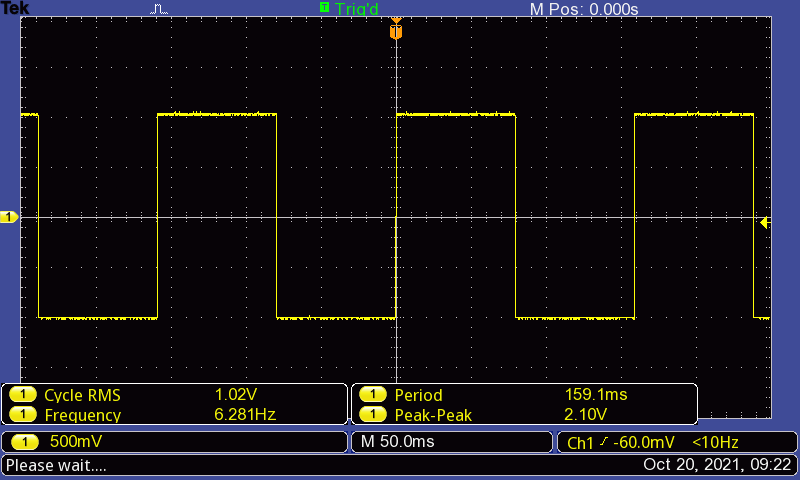 Tek T Trig'd M Pos: 0.000s
T
1
1 Cycle RMS 1.02V 1 Period 159.1ms
1 Frequency 6.281Hz 1 Peak-Peak 2.10V
1 500mV M 50.0ms Ch1 -60.0mV <10Hz
Please wait.... Oct 20, 2021, 09:22